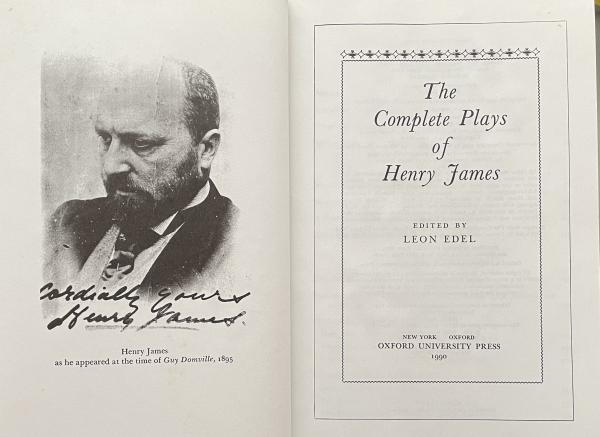 Cordially yours
Henry James.
Henry James
as he appeared at the time of Guy Domville, 1895
The
Complete Plays
of
Henry James
EDITED BY
LEON EDEL
NEW YORK OXFORD
OXFORD UNIVERSITY PRESS
1990